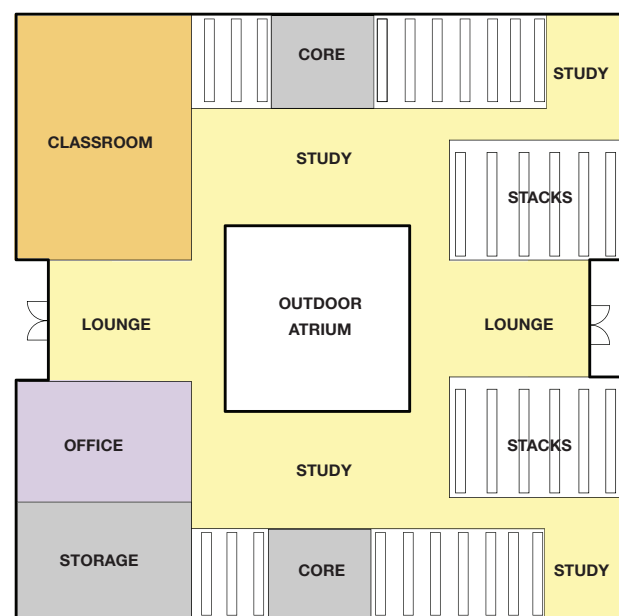 CORE
STUDY
CLASSROOM
STUDY
STACKS
OUTDOOR
ATRIUM
LOUNGE
LOUNGE
OFFICE
STACKS
STUDY
STORAGE
CORE
STUDY